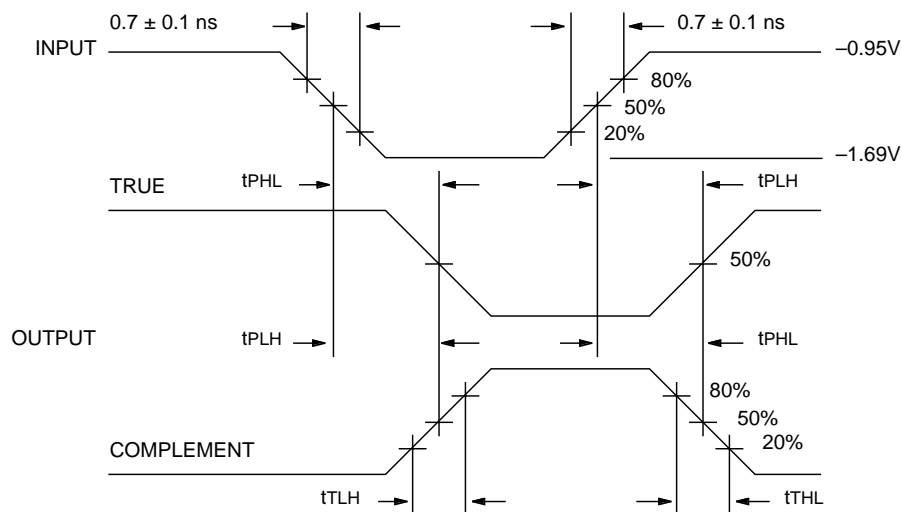 0.7 ± 0.1 ns 0.7 ± 0.1 ns
INPUT –0.95V
80%
50%
20%
–1.69V
tPHL tPLH
TRUE
50%
OUTPUT tPLH tPHL
80%
50%
20%
COMPLEMENT
tTLH tTHL